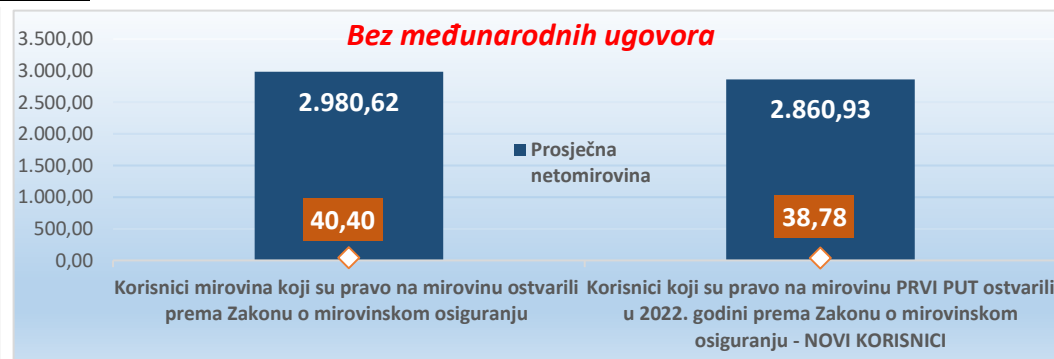 Bez međunarodnih ugovora
3.500,00
3.000,00
2.500,00
2.000,00
1.500,00
1.000,00
500,00
0,00
2.980,62
2.860,93
Prosječna
netomirovina
40,40
38,78
Korisnici mirovina koji su pravo na mirovinu ostvarili
prema Zakonu o mirovinskom osiguranju
Korisnici koji su pravo na mirovinu PRVI PUT ostvarili
u 2022. godini prema Zakonu o mirovinskom
osiguranju - NOVI KORISNICI